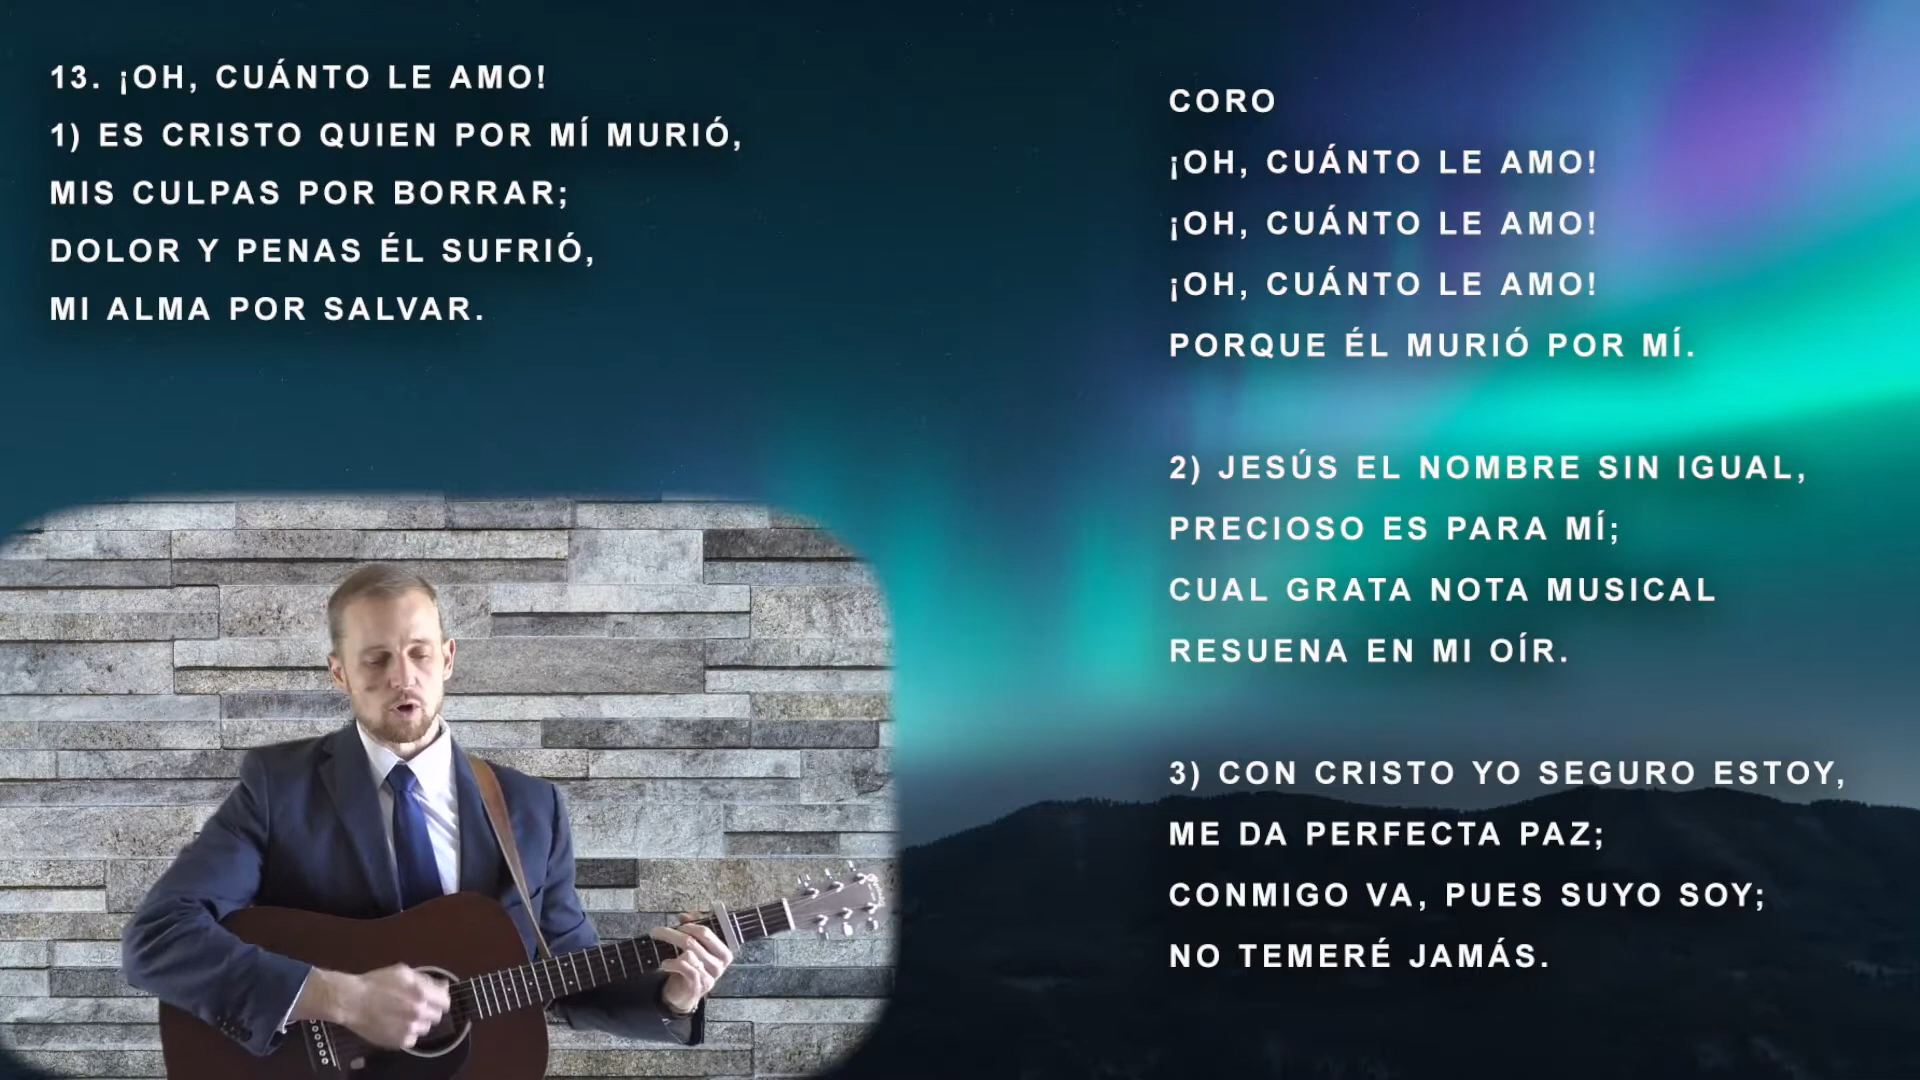 13. ¡OH, CUÁNTO LE AMO!
1) ES CRISTO QUIEN POR MÍ MURIÓ,
MIS CULPAS POR BORRAR;
DOLOR Y PENAS ÉL SUFRIÓ,
MI ALMA POR SALVAR.
CORO
¡OH, CUÁNTO LE AMO!
¡OH, CUÁNTO LE AMO!
¡OH, CUÁNTO LE AMO!
PORQUE ÉL MURIÓ POR MÍ.
2) JESÚS EL NOMBRE SIN IGUAL,
PRECIOSO ES PARA MÍ;
CUAL GRATA NOTA MUSICAL
RESUENA EN MI OÍR.
3) CON CRISTO YO SEGURO ESTOY,
ME DA PERFECTA PAZ;
CONMIGO VA, PUES SUYO SOY;
NO TEMERÉ JAMÁS.